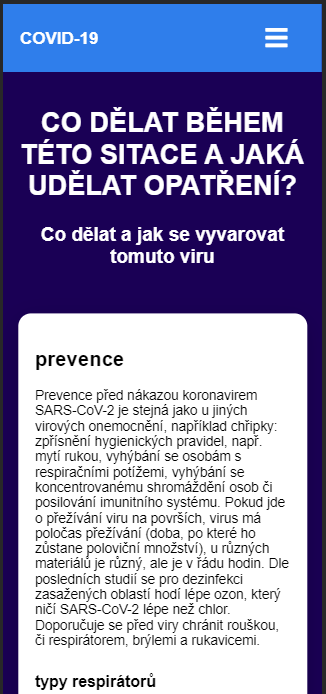 COVID-19
CO DĚLAT BĚHEM
TÉTO SITACE A JAKÁ
UDĚLAT OPATŘENÍ?
Co dělat a jak se vyvarovat
tomuto viru
prevence
Prevence před nákazou koronavirem
SARS-CoV-2 je stejná jako u jiných
virových onemocnění, například chřipky:
zpřísnění hygienických pravidel, např.
mytí rukou, vyhýbání se osobám s
respiračními potížemi, vyhýbání se
koncentrovanému shromáždění osob či
posilování imunitního systému. Pokud jde
o přežívání viru na površích, virus má
poločas přežívání (doba, po které ho
zůstane poloviční množství), u různých
materiálů je různý, ale je v řádu hodin. Dle
posledních studií se pro dezinfekci
zasažených oblastí hodí lépe ozon, který
ničí SARS-CoV-2 lépe než chlor.
Doporučuje se před viry chránit rouškou,
či respirátorem, brýlemi a rukavicemi.
typy respirátorů